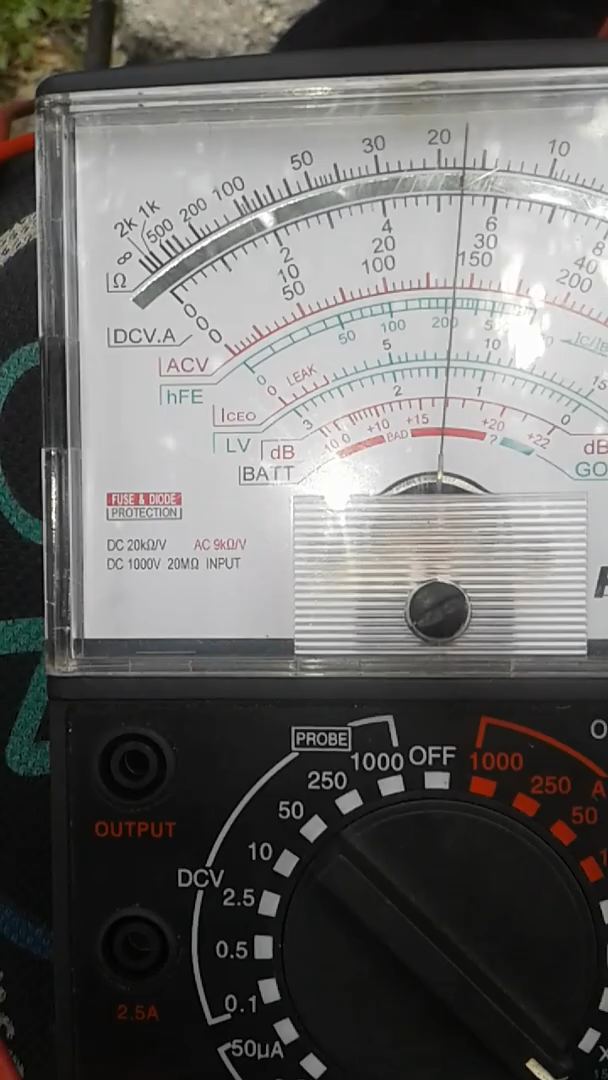 2k 1k 500 200 100 50 30 20 10
∞
Ω
0 2 4 6 8
0 10 20 30 40
0 50 100 150 200
DCV.A
ACV
hFE
0 50 100 200
ICEO
0 LEAK 5 10 15
LV
3 2 1 0
dB
-10 0 +10 +15 +20 +22 dB
BATT
BAD ? GO
FUSE & DIODE
PROTECTION
DC 20kΩ/V AC 9kΩ/V
DC 1000V 20MΩ INPUT
PROBE
1000 OFF 1000
250 250
50 50
10
DCV
2.5
0.5
0.1
50µA
OUTPUT
2.5A